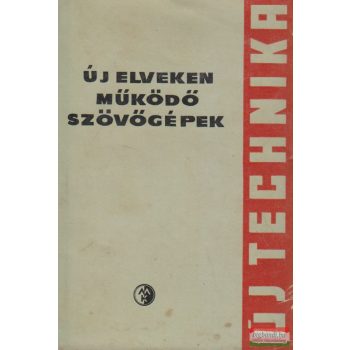 ÚJ ELVEKEN
MŰKÖDŐ
SZÖVŐGÉPEK
ÚJ TECHNIKA